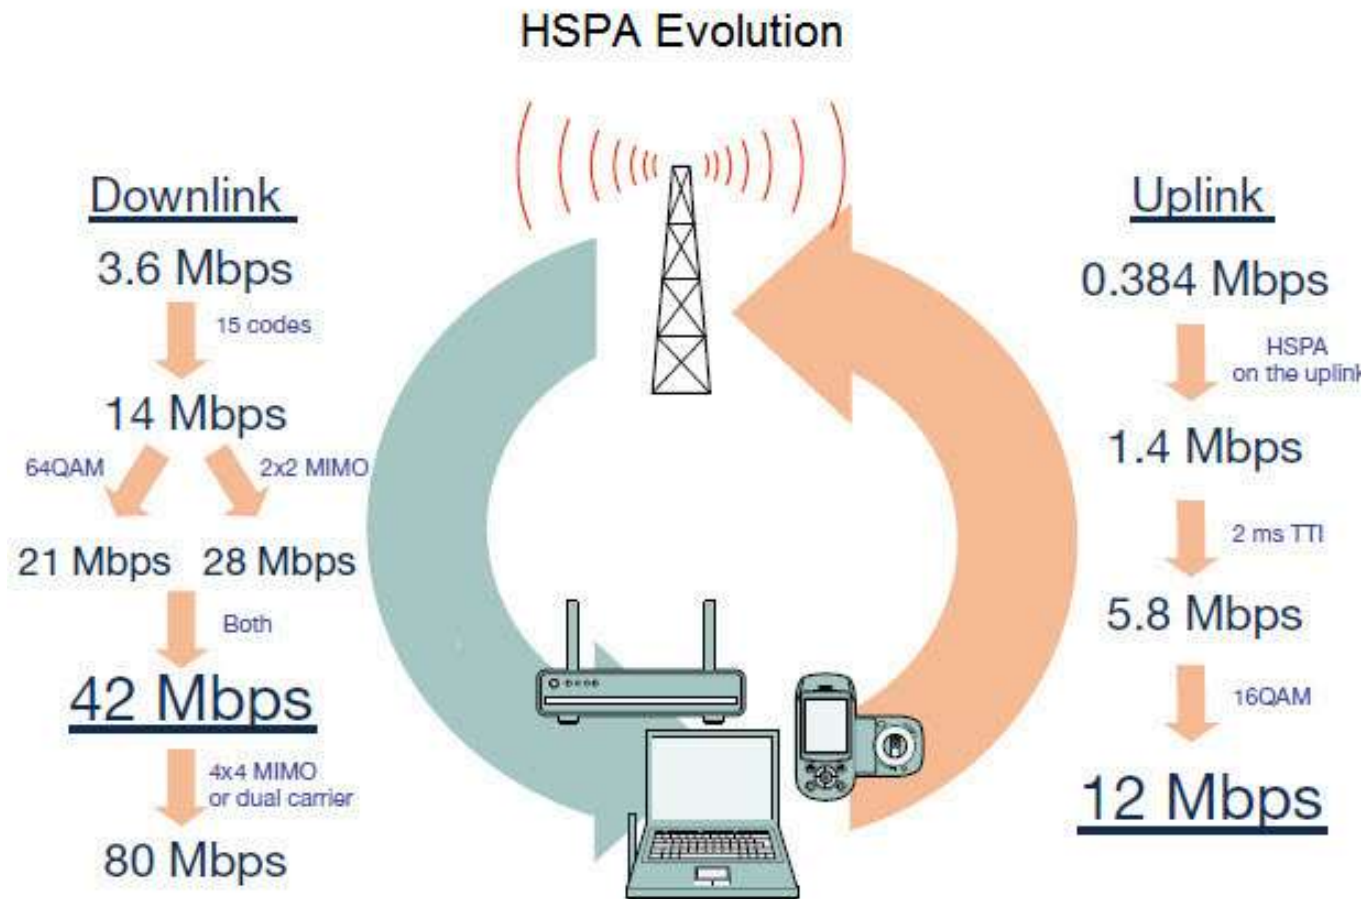 HSPA Evolution
Downlink
3.6 Mbps
15 codes
14 Mbps
64QAM
2x2 MIMO
21 Mbps
28 Mbps
Both
42 Mbps
4x4 MIMO
or dual carrier
80 Mbps
Uplink
0.384 Mbps
HSPA
on the uplink
1.4 Mbps
2 ms TTI
5.8 Mbps
16QAM
12 Mbps